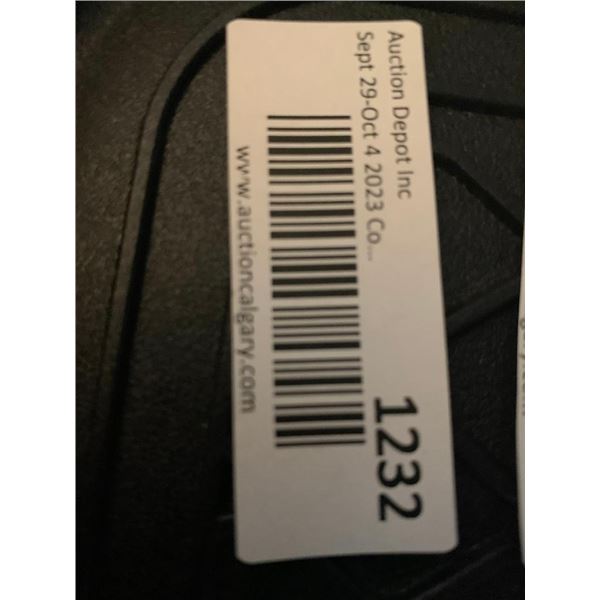 Auction Depot Inc
Sept 29-Oct 4 2023 Co...
1232
www.auctioncalgary.com